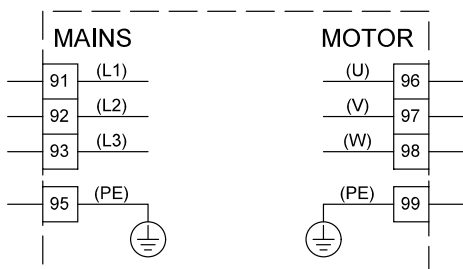 MAINS MOTOR
91 (L1) (U) 96
92 (L2) (V) 97
93 (L3) (W) 98
95 (PE) (PE) 99